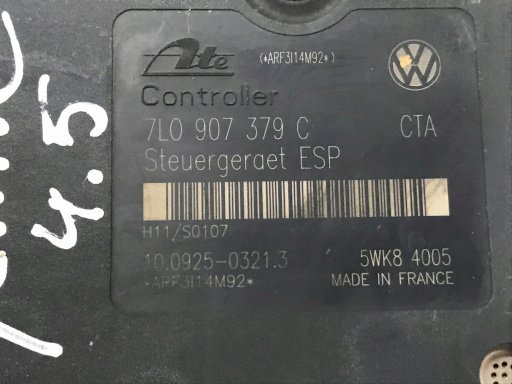 Ate (*ARF3I14M92*)
Controller
7L0 907 379 C CTA
Steuergeraet ESP
H11/S0107
10.0925-0321.3 5WK8 4005
*ARF3I14M92* MADE IN FRANCE
4.5